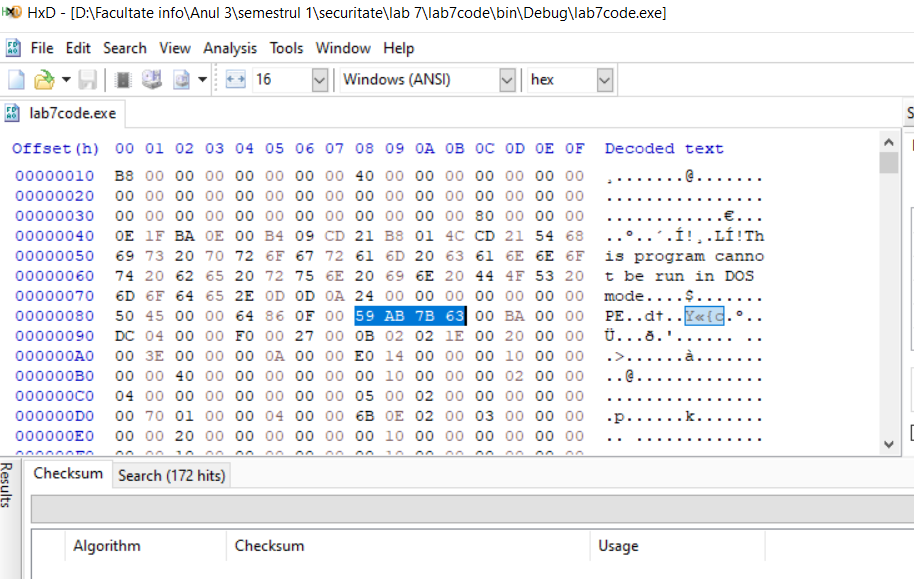 HxD - [D:\Facultate info\Anul 3\semestrul 1\securitate\lab 7\lab7code\bin\Debug\lab7code.exe]
File Edit Search View Analysis Tools Window Help
16 Windows (ANSI) hex
lab7code.exe
Offset(h) 00 01 02 03 04 05 06 07 08 09 0A 0B 0C 0D 0E 0F Decoded text
00000010 B8 00 00 00 00 00 00 00 40 00 00 00 00 00 00 00 ¸.......@.......
00000020 00 00 00 00 00 00 00 00 00 00 00 00 00 00 00 00 ................
00000030 00 00 00 00 00 00 00 00 00 00 00 00 80 00 00 00 ............€...
00000040 0E 1F BA 0E 00 B4 09 CD 21 B8 01 4C CD 21 54 68 ..º..´.Í!¸.LÍ!Th
00000050 69 73 20 70 72 6F 67 72 61 6D 20 63 61 6E 6E 6F is program canno
00000060 74 20 62 65 20 72 75 6E 20 69 6E 20 44 4F 53 20 t be run in DOS
00000070 6D 6F 64 65 2E 0D 0D 0A 24 00 00 00 00 00 00 00 mode....$.......
00000080 50 45 00 00 64 86 0F 00 59 AB 7B 63 00 BA 00 00 PE..d†..Y«{c.º..
00000090 DC 04 00 00 F0 00 27 00 0B 02 02 1E 00 20 00 00 Ü...ð.'...... ..
000000A0 00 3E 00 00 00 0A 00 00 E0 14 00 00 00 10 00 00 .>......à.......
000000B0 00 00 40 00 00 00 00 00 00 10 00 00 00 02 00 00 ..@.............
000000C0 04 00 00 00 00 00 00 00 05 00 02 00 00 00 00 00 ................
000000D0 00 70 01 00 00 04 00 00 6B 0E 02 00 03 00 00 00 .p......k.......
000000E0 00 00 20 00 00 00 00 00 00 10 00 00 00 00 00 00 .. .............
Results
Checksum Search (172 hits)
Algorithm Checksum Usage